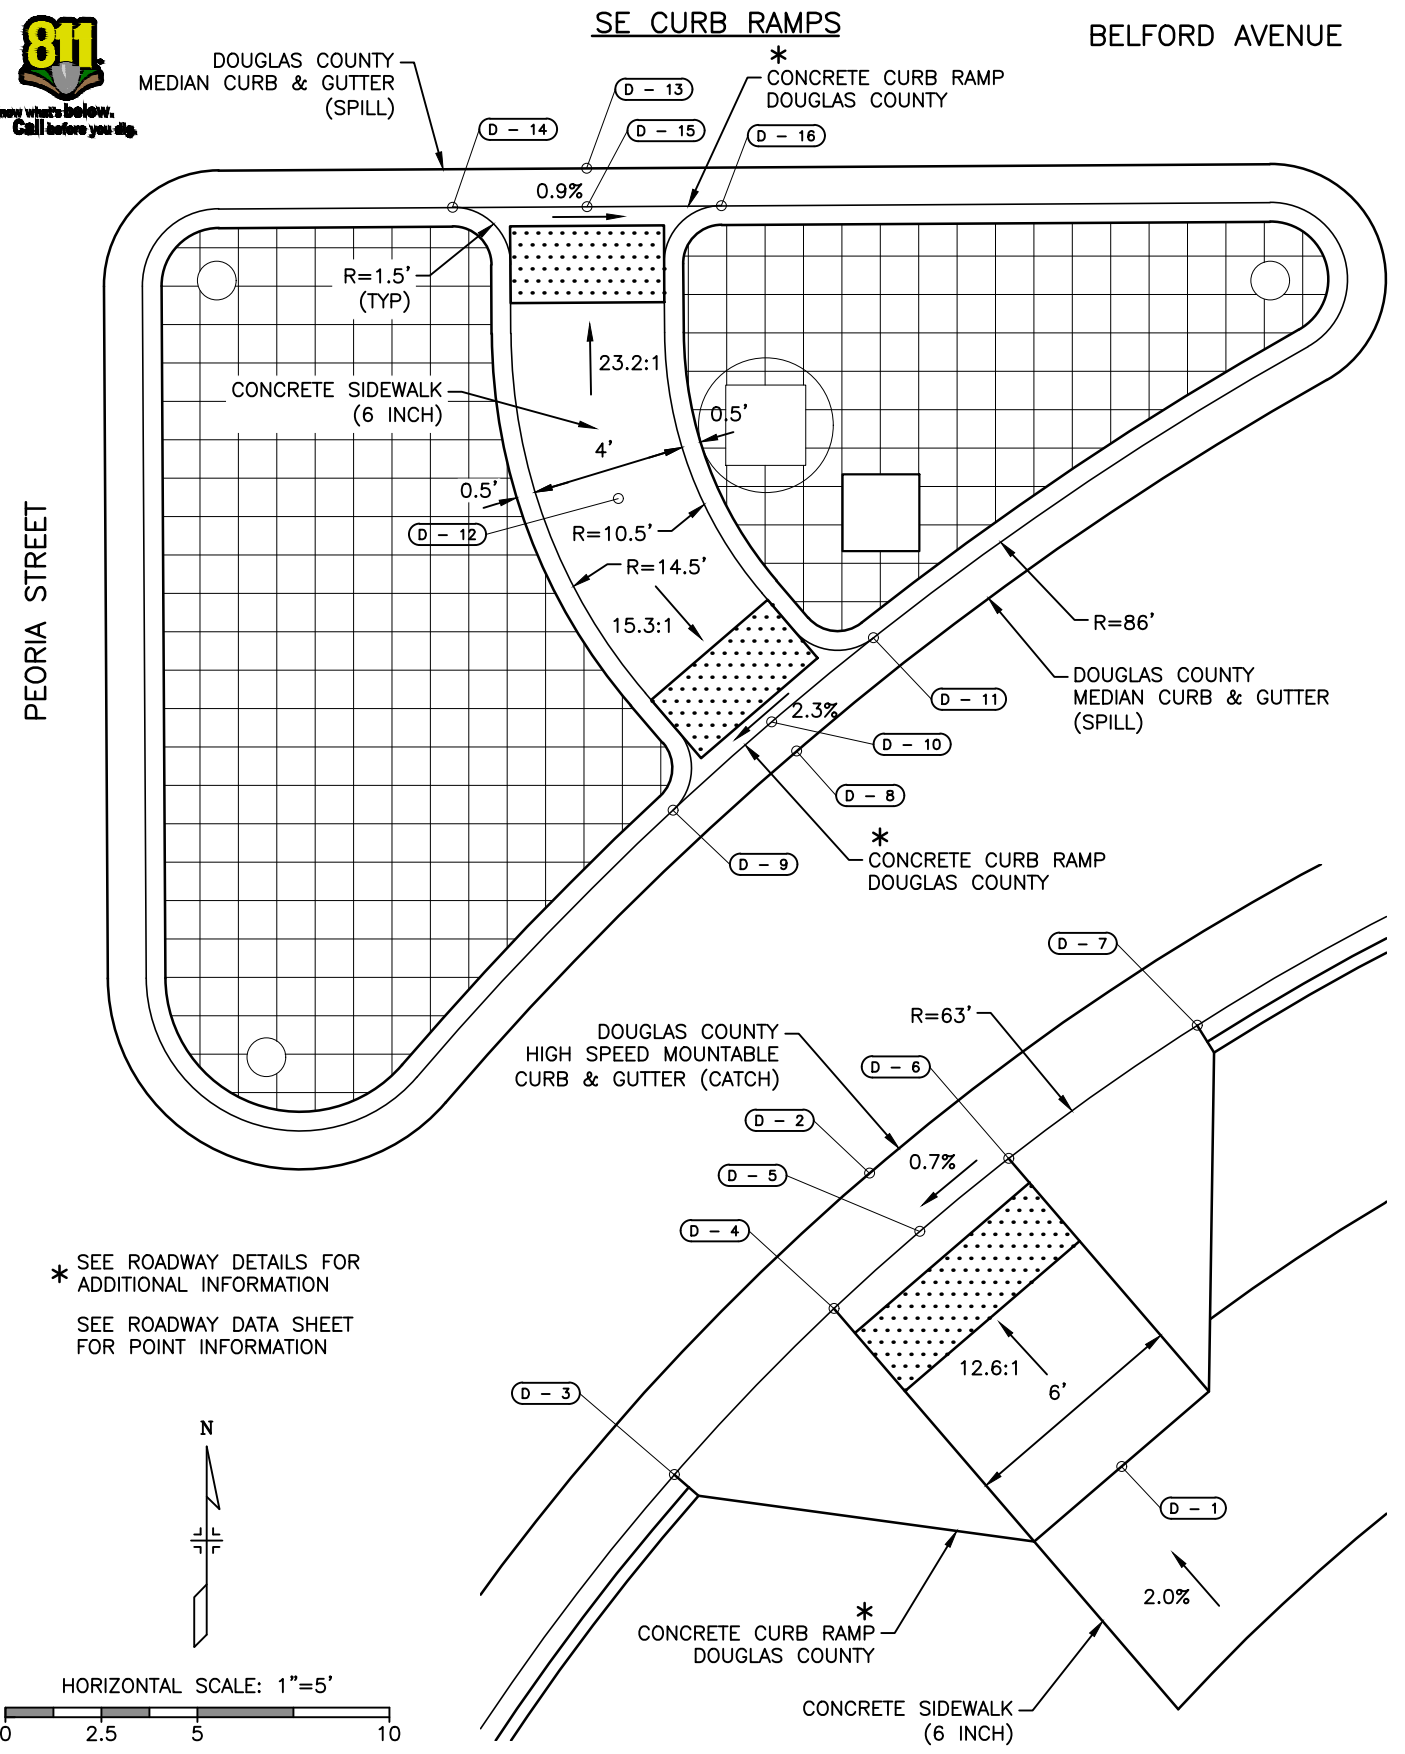 SE CURB RAMPS
BELFORD AVENUE
811.
now what's below.
Call before you dig.
DOUGLAS COUNTY
MEDIAN CURB & GUTTER
(SPILL)
*
CONCRETE CURB RAMP
DOUGLAS COUNTY
D - 13
D - 14
D - 15
D - 16
0.9%
R=1.5'
(TYP)
23.2:1
CONCRETE SIDEWALK
(6 INCH)
0.5'
4'
0.5'
D - 12
R=10.5'
R=14.5'
15.3:1
PEORIA STREET
R=86'
DOUGLAS COUNTY
MEDIAN CURB & GUTTER
(SPILL)
D - 11
2.3%
D - 10
D - 8
D - 9
*
CONCRETE CURB RAMP
DOUGLAS COUNTY
D - 7
R=63'
DOUGLAS COUNTY
HIGH SPEED MOUNTABLE
CURB & GUTTER (CATCH)
D - 6
D - 2
0.7%
D - 5
D - 4
* SEE ROADWAY DETAILS FOR
ADDITIONAL INFORMATION
SEE ROADWAY DATA SHEET
FOR POINT INFORMATION
12.6:1
6'
D - 3
N
D - 1
2.0%
*
CONCRETE CURB RAMP
DOUGLAS COUNTY
HORIZONTAL SCALE: 1"=5'
0 2.5 5 10
CONCRETE SIDEWALK
(6 INCH)